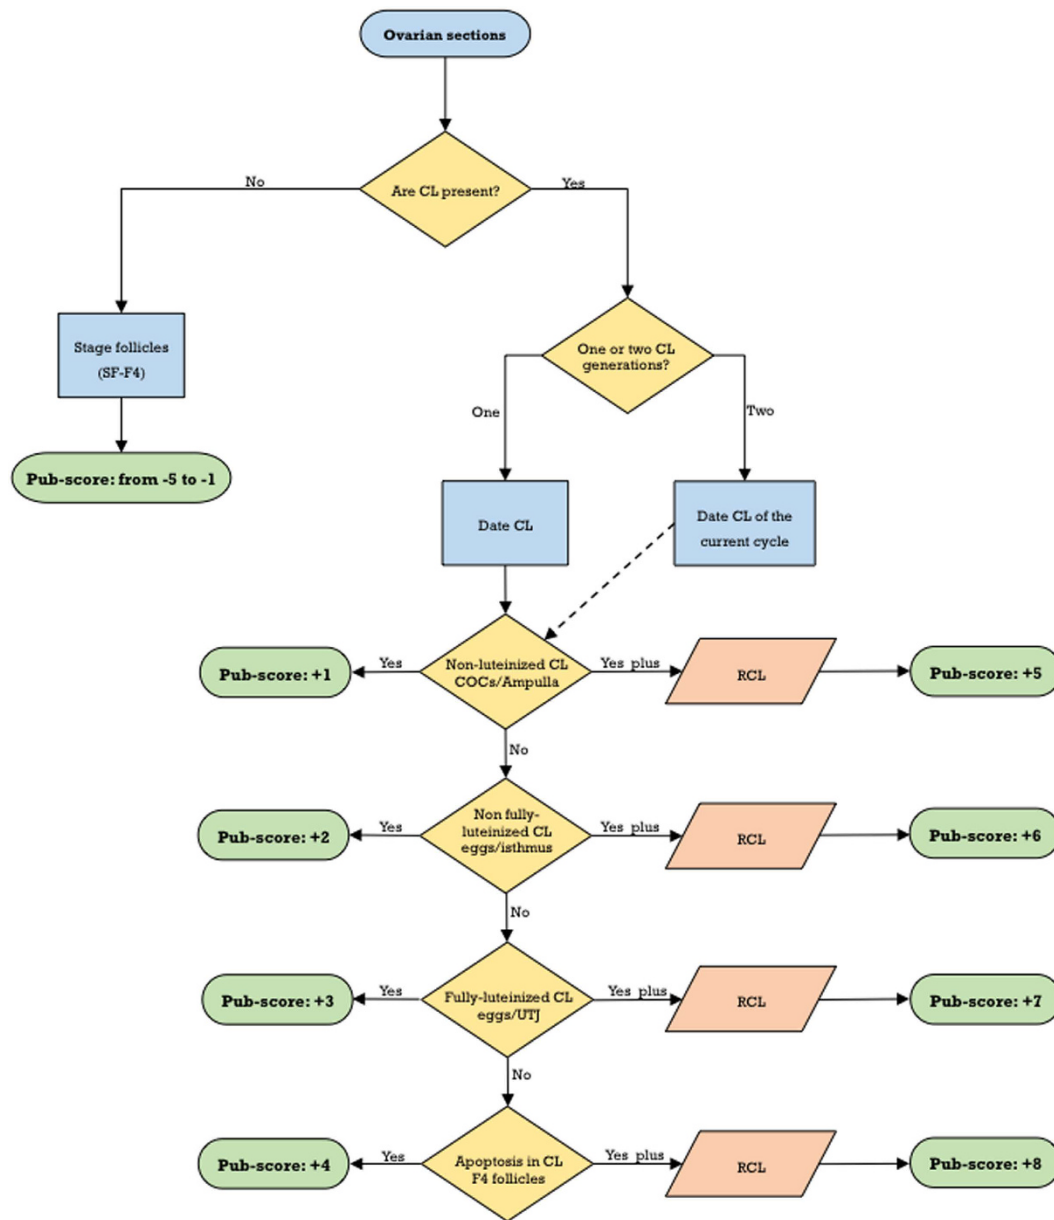 Ovarian sections
Are CL present?
No
Yes
Stage follicles
(SF-F4)
Pub-score: from -5 to -1
One or two CL
generations?
One
Two
Date CL
Date CL of the
current cycle
Non-luteinized CL
COCs/Ampulla
Yes
Pub-score: +1
Yes plus
RCL
Pub-score: +5
No
Non fully-
luteinized CL
eggs/isthmus
Yes
Pub-score: +2
Yes plus
RCL
Pub-score: +6
No
Fully-luteinized CL
eggs/UTJ
Yes
Pub-score: +3
Yes plus
RCL
Pub-score: +7
No
Apoptosis in CL
F4 follicles
Yes
Pub-score: +4
Yes plus
RCL
Pub-score: +8